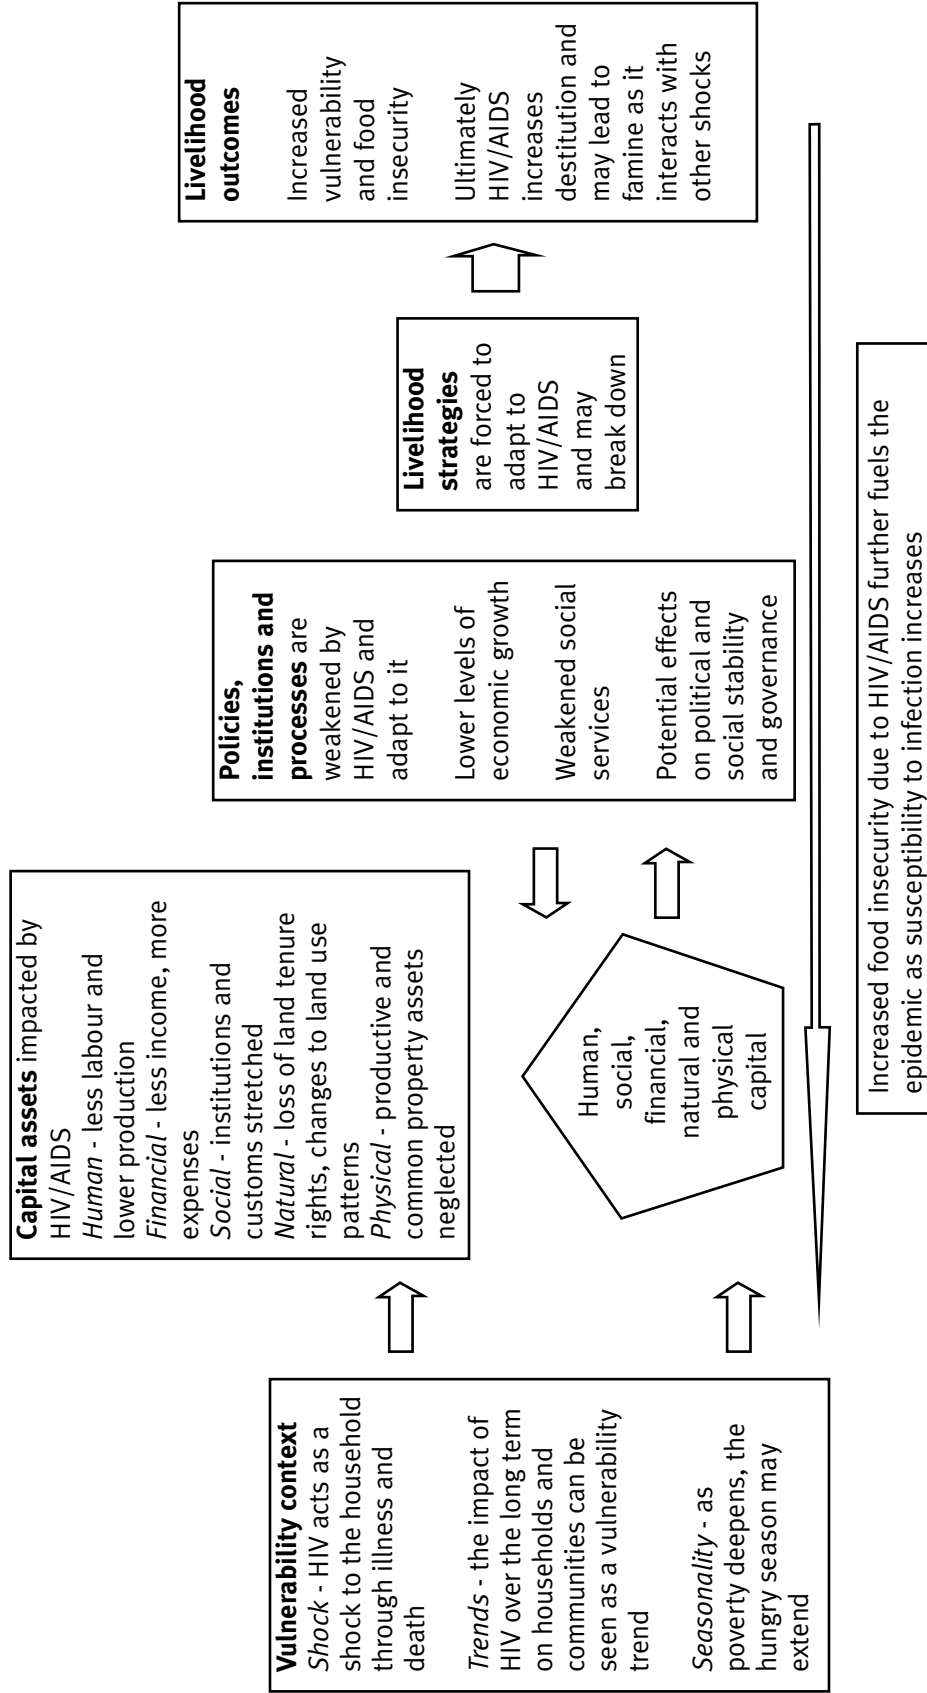 Vulnerability context
Shock - HIV acts as a
shock to the household
through illness and
death
Trends - the impact of
HIV over the long term
on households and
communities can be
seen as a vulnerability
trend
Seasonality - as
poverty deepens, the
hungry season may
extend
Capital assets impacted by
HIV/AIDS
Human - less labour and
lower production
Financial - less income, more
expenses
Social - institutions and
customs stretched
Natural - loss of land tenure
rights, changes to land use
patterns
Physical - productive and
common property assets
neglected
Human,
social,
financial,
natural and
physical
capital
Policies,
institutions and
processes are
weakened by
HIV/AIDS and
adapt to it
Lower levels of
economic growth
Weakened social
services
Potential effects
on political and
social stability
and governance
Livelihood
strategies
are forced to
adapt to
HIV/AIDS
and may
break down
Livelihood
outcomes
Increased
vulnerability
and food
insecurity
Ultimately
HIV/AIDS
increases
destitution and
may lead to
famine as it
interacts with
other shocks
Increased food insecurity due to HIV/AIDS further fuels the
epidemic as susceptibility to infection increases